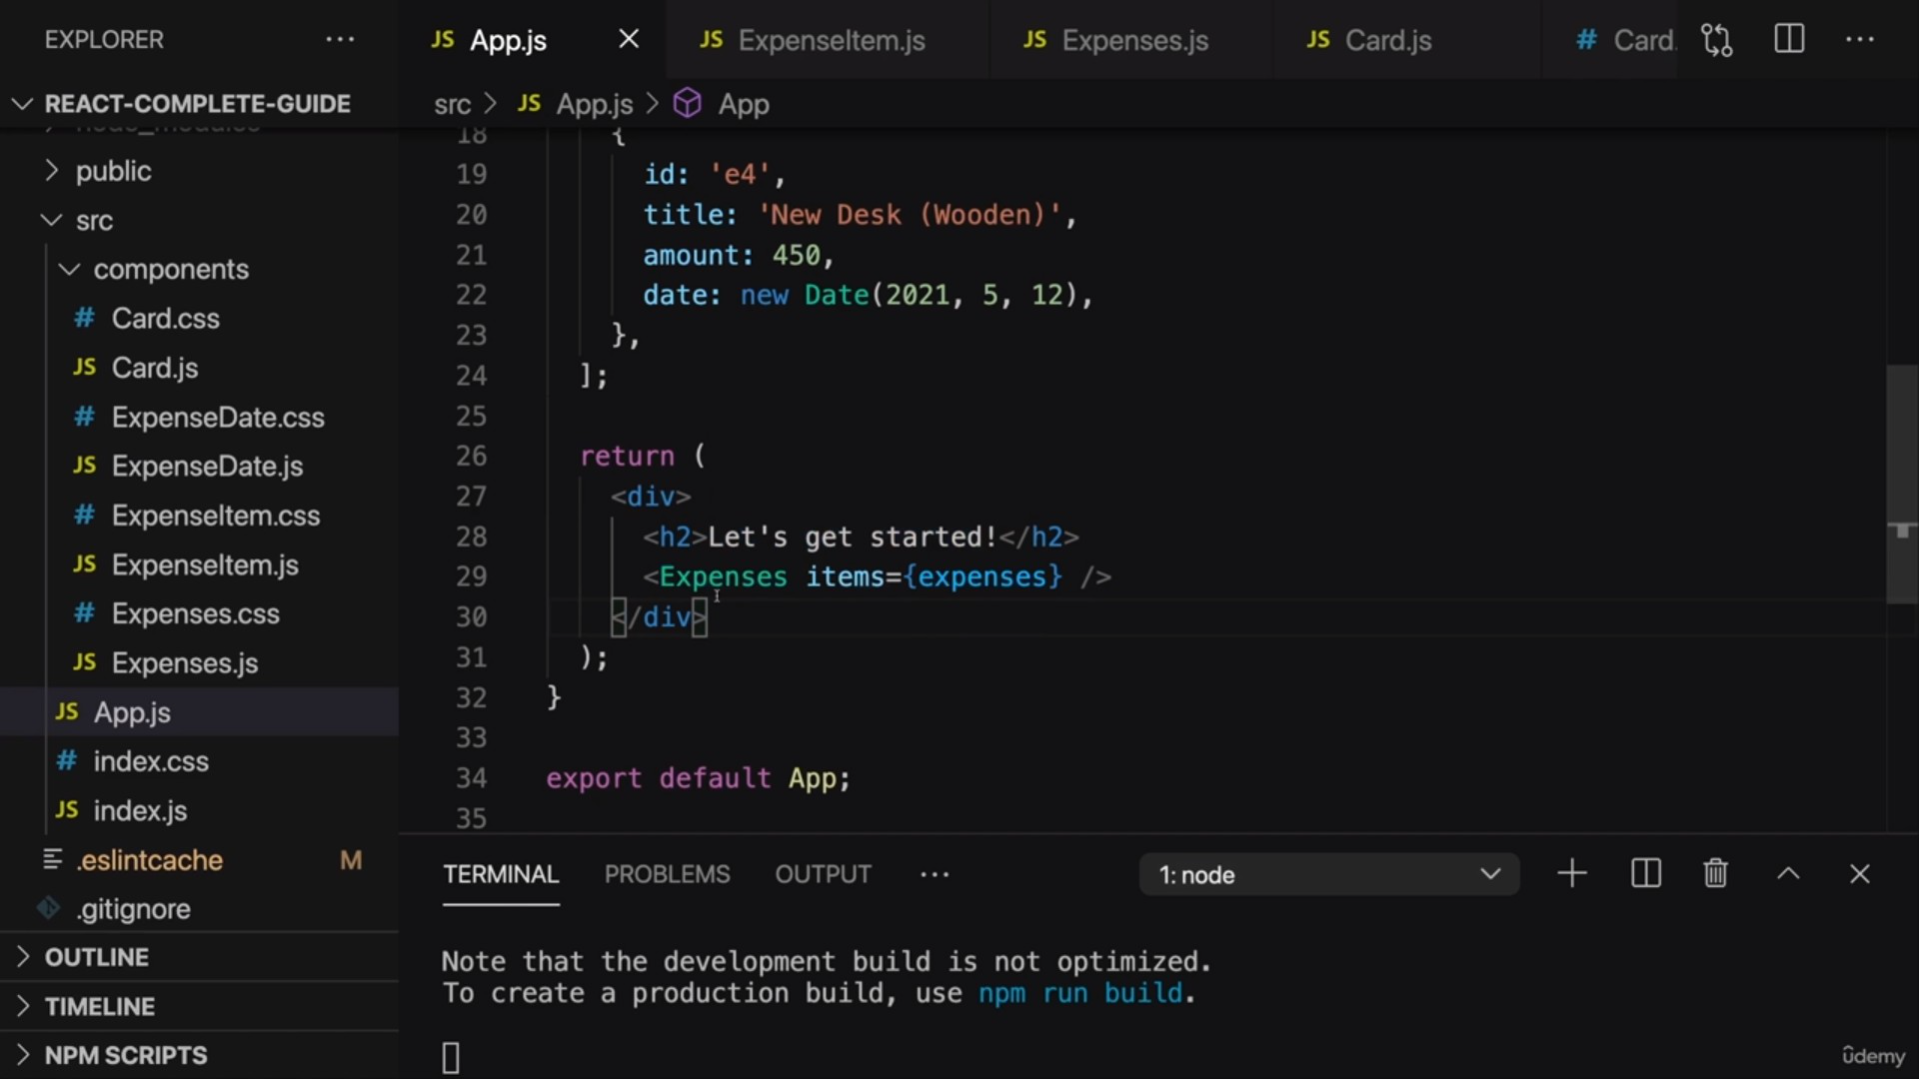 EXPLORER
REACT-COMPLETE-GUIDE
node_modules
public
src
components
# Card.css
JS Card.js
# ExpenseDate.css
JS ExpenseDate.js
# ExpenseItem.css
JS ExpenseItem.js
# Expenses.css
JS Expenses.js
JS App.js
# index.css
JS index.js
.eslintcache M
.gitignore
OUTLINE
TIMELINE
NPM SCRIPTS
JS App.js JS ExpenseItem.js JS Expenses.js JS Card.js # Card.
src > JS App.js > App
18 {
19 id: 'e4',
20 title: 'New Desk (Wooden)',
21 amount: 450,
22 date: new Date(2021, 5, 12),
23 },
24 ];
25
26 return (
27 <div>
28 <h2>Let's get started!</h2>
29 <Expenses items={expenses} />
30 </div>
31 );
32 }
33
34 export default App;
35
TERMINAL PROBLEMS OUTPUT 1: node
Note that the development build is not optimized.
To create a production build, use npm run build.
ûdemy